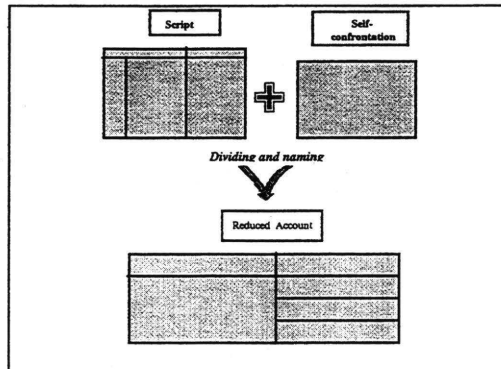 Script
Self-
confrontation
Dividing and naming
Reduced Account